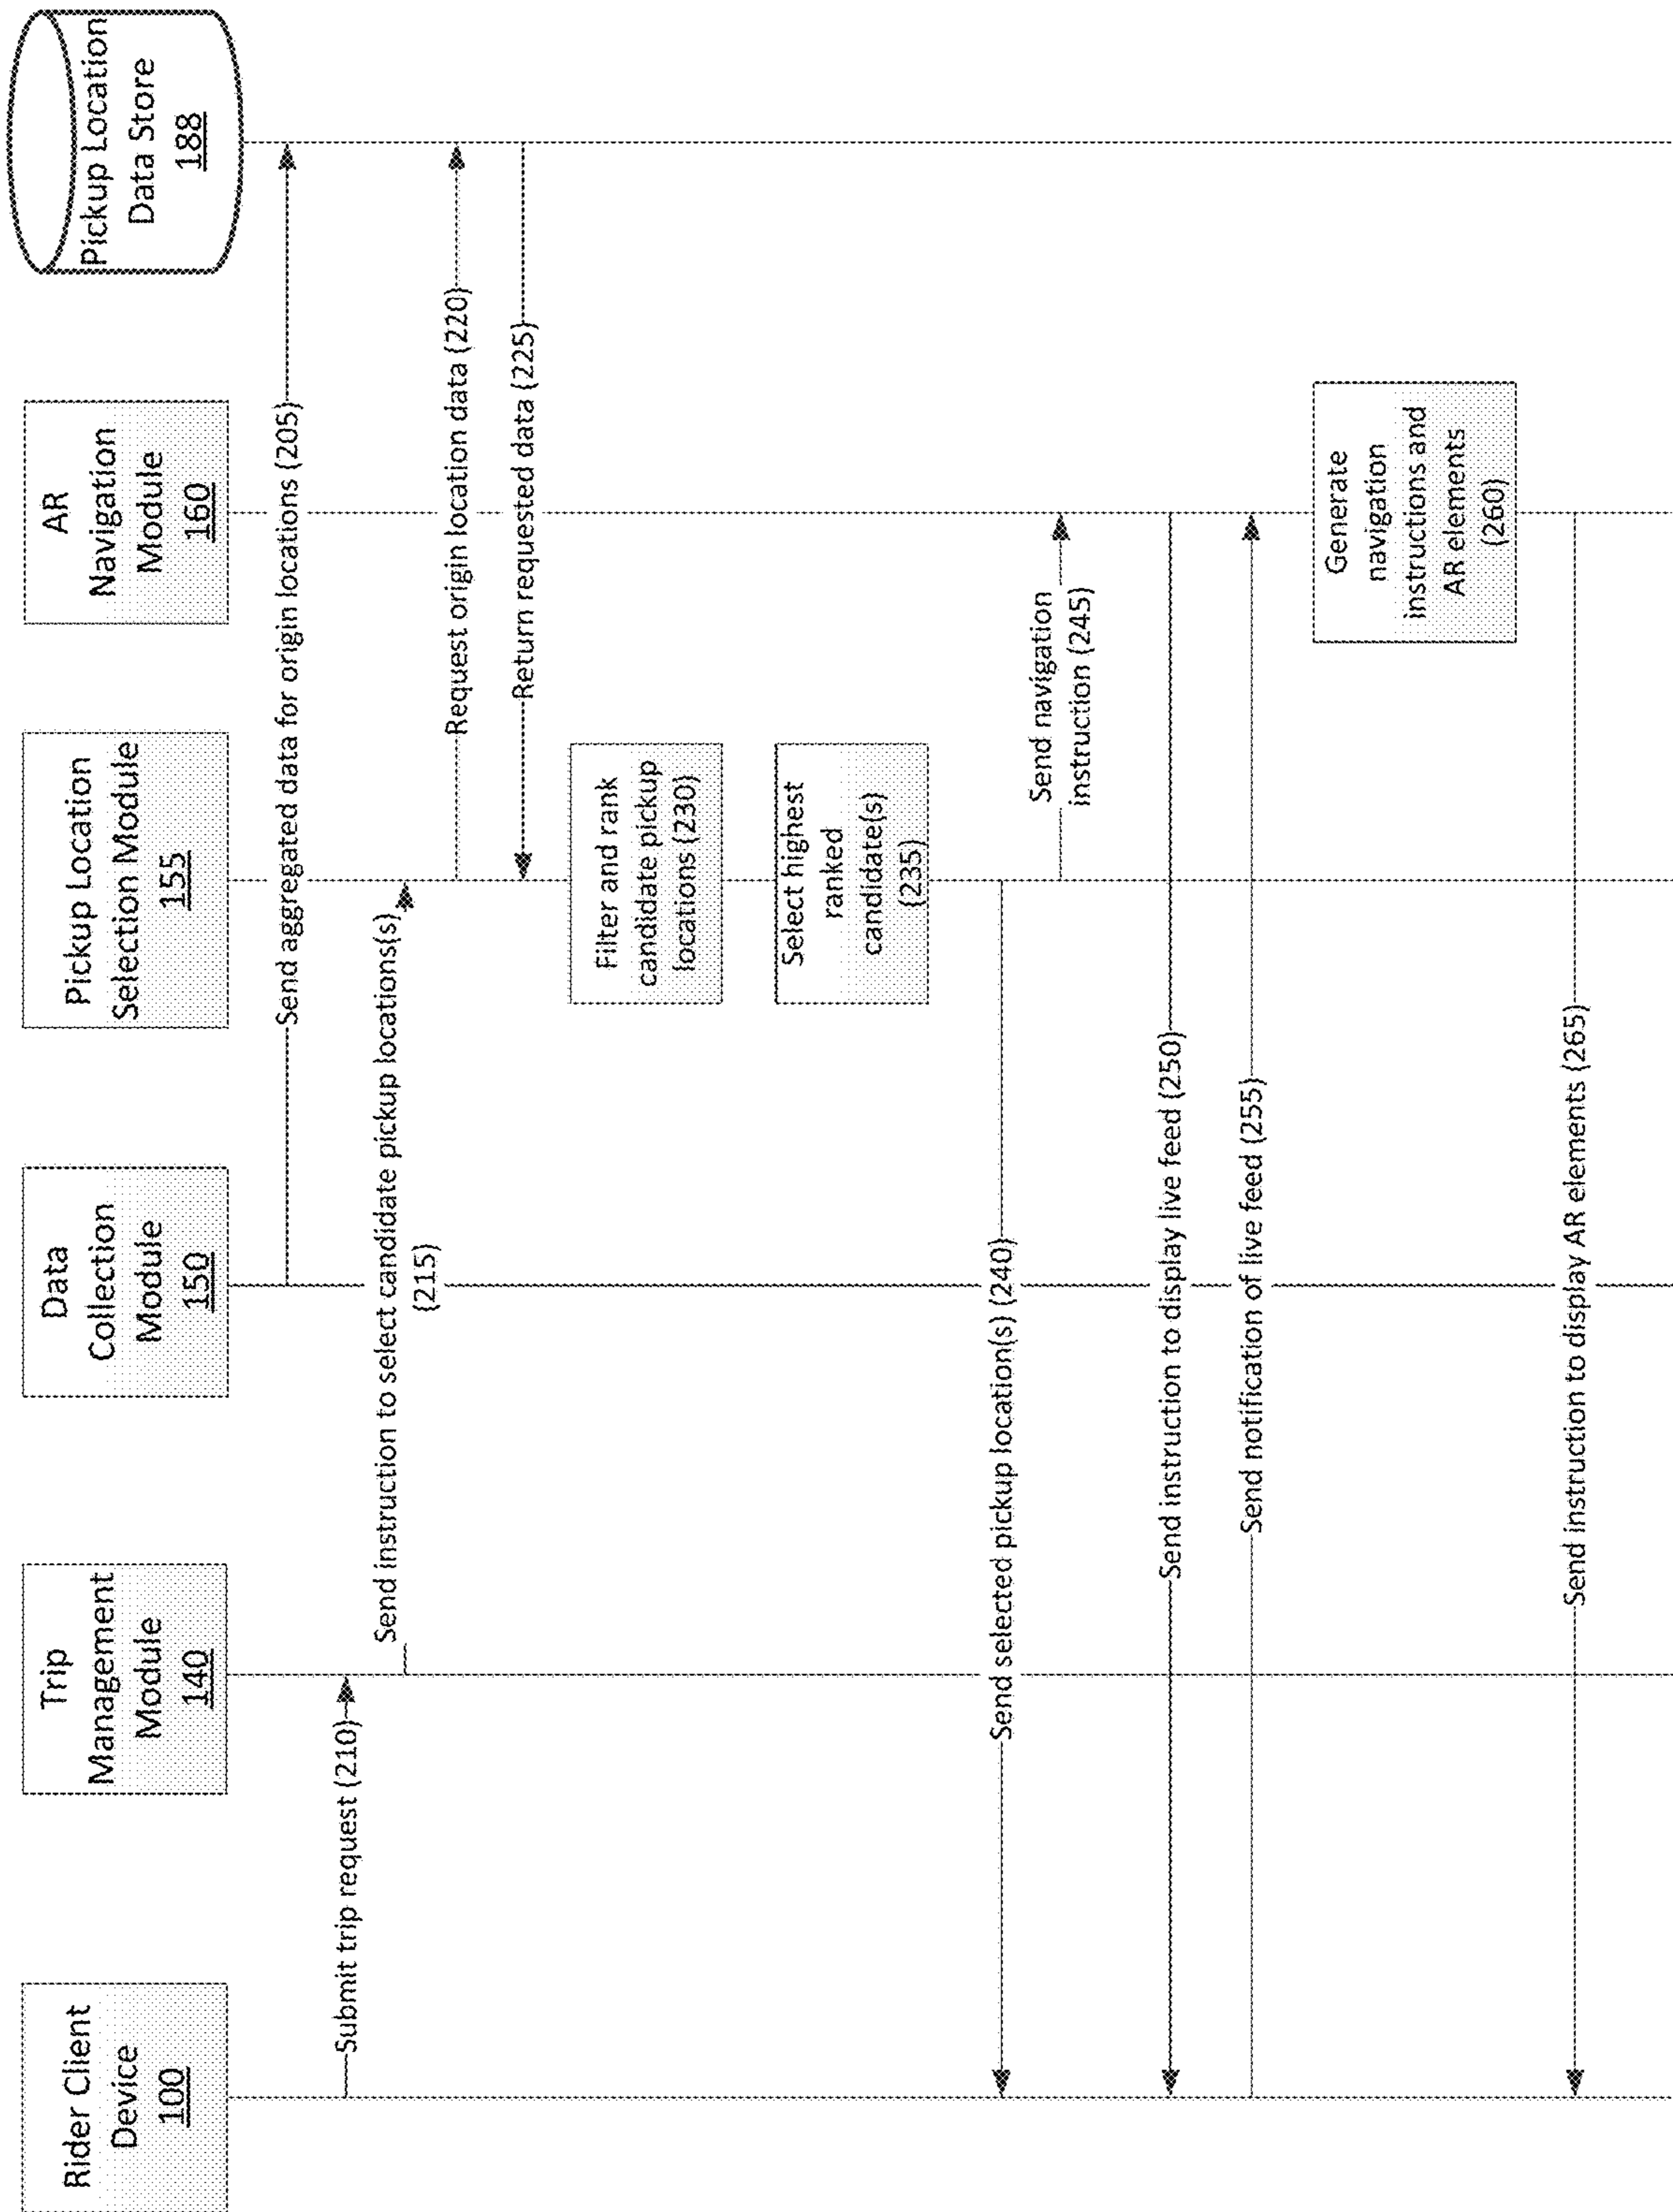 Rider Client
Device
100
Trip
Management
Module
140
Data
Collection
Module
150
Pickup Location
Selection Module
155
AR
Navigation
Module
160
Pickup Location
Data Store
188
Send aggregated data for origin locations (205)
Submit trip request (210)
Send instruction to select candidate pickup locations(s)
(215)
Request origin location data (220)
Return requested data (225)
Filter and rank
candidate pickup
locations (230)
Select highest
ranked
candidate(s)
(235)
Send selected pickup location(s) (240)
Send navigation
instruction (245)
Send instruction to display live feed (250)
Send notification of live feed (255)
Generate
navigation
instructions and
AR elements
(260)
Send instruction to display AR elements (265)